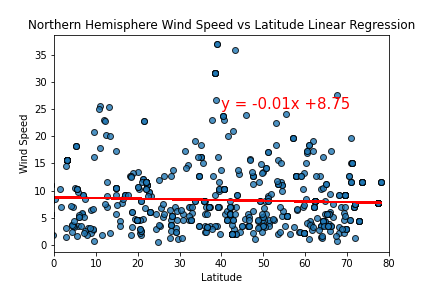 Northern Hemisphere Wind Speed vs Latitude Linear Regression
35
30
25
20
15
10
5
0
Wind Speed
y = -0.01x +8.75
0 10 20 30 40 50 60 70 80
Latitude